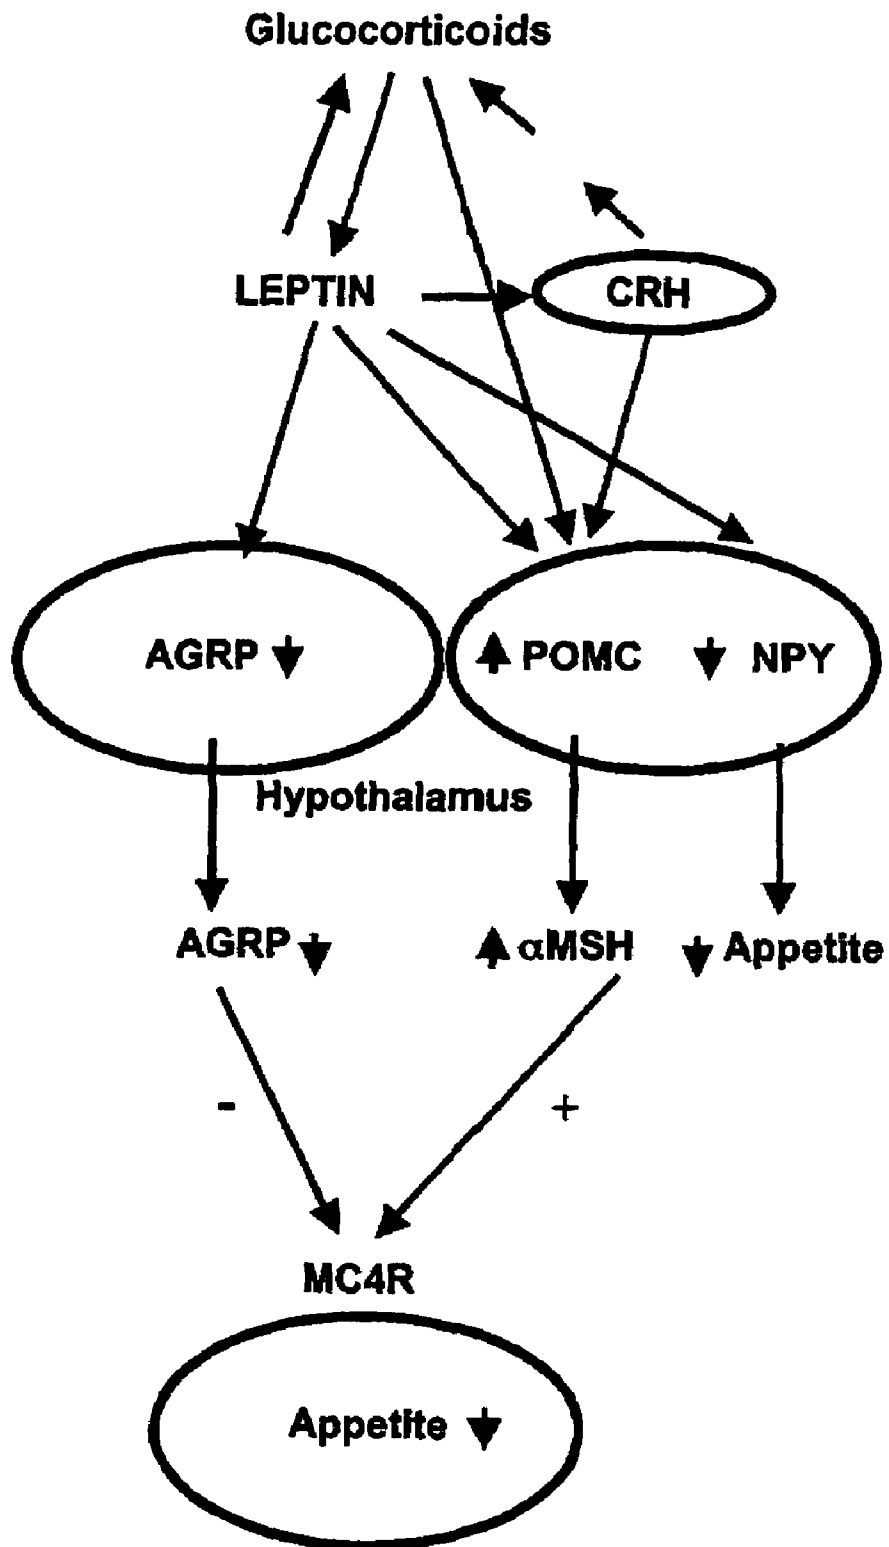 Glucocorticoids
LEPTIN
CRH
AGRP
POMC
NPY
Hypothalamus
AGRP
αMSH
Appetite
-
+
MC4R
Appetite